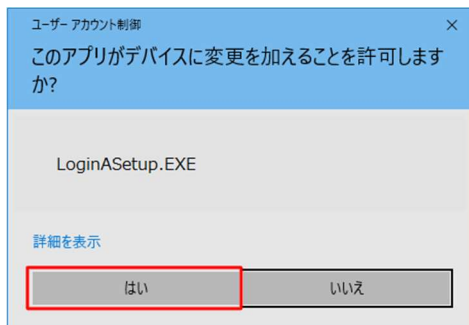 ユーザー アカウント制御
このアプリがデバイスに変更を加えることを許可します
か?
LoginASetup.EXE
詳細を表示
はい
いいえ